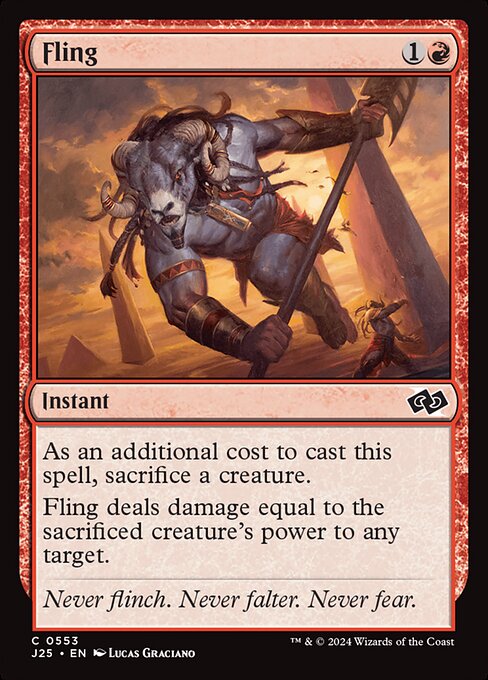 Fling 1
Instant
As an additional cost to cast this
spell, sacrifice a creature.
Fling deals damage equal to the
sacrificed creature's power to any
target.
Never flinch. Never falter. Never fear.
C 0553
J25 • EN LUCAS GRACIANO
™ & © 2024 Wizards of the Coast